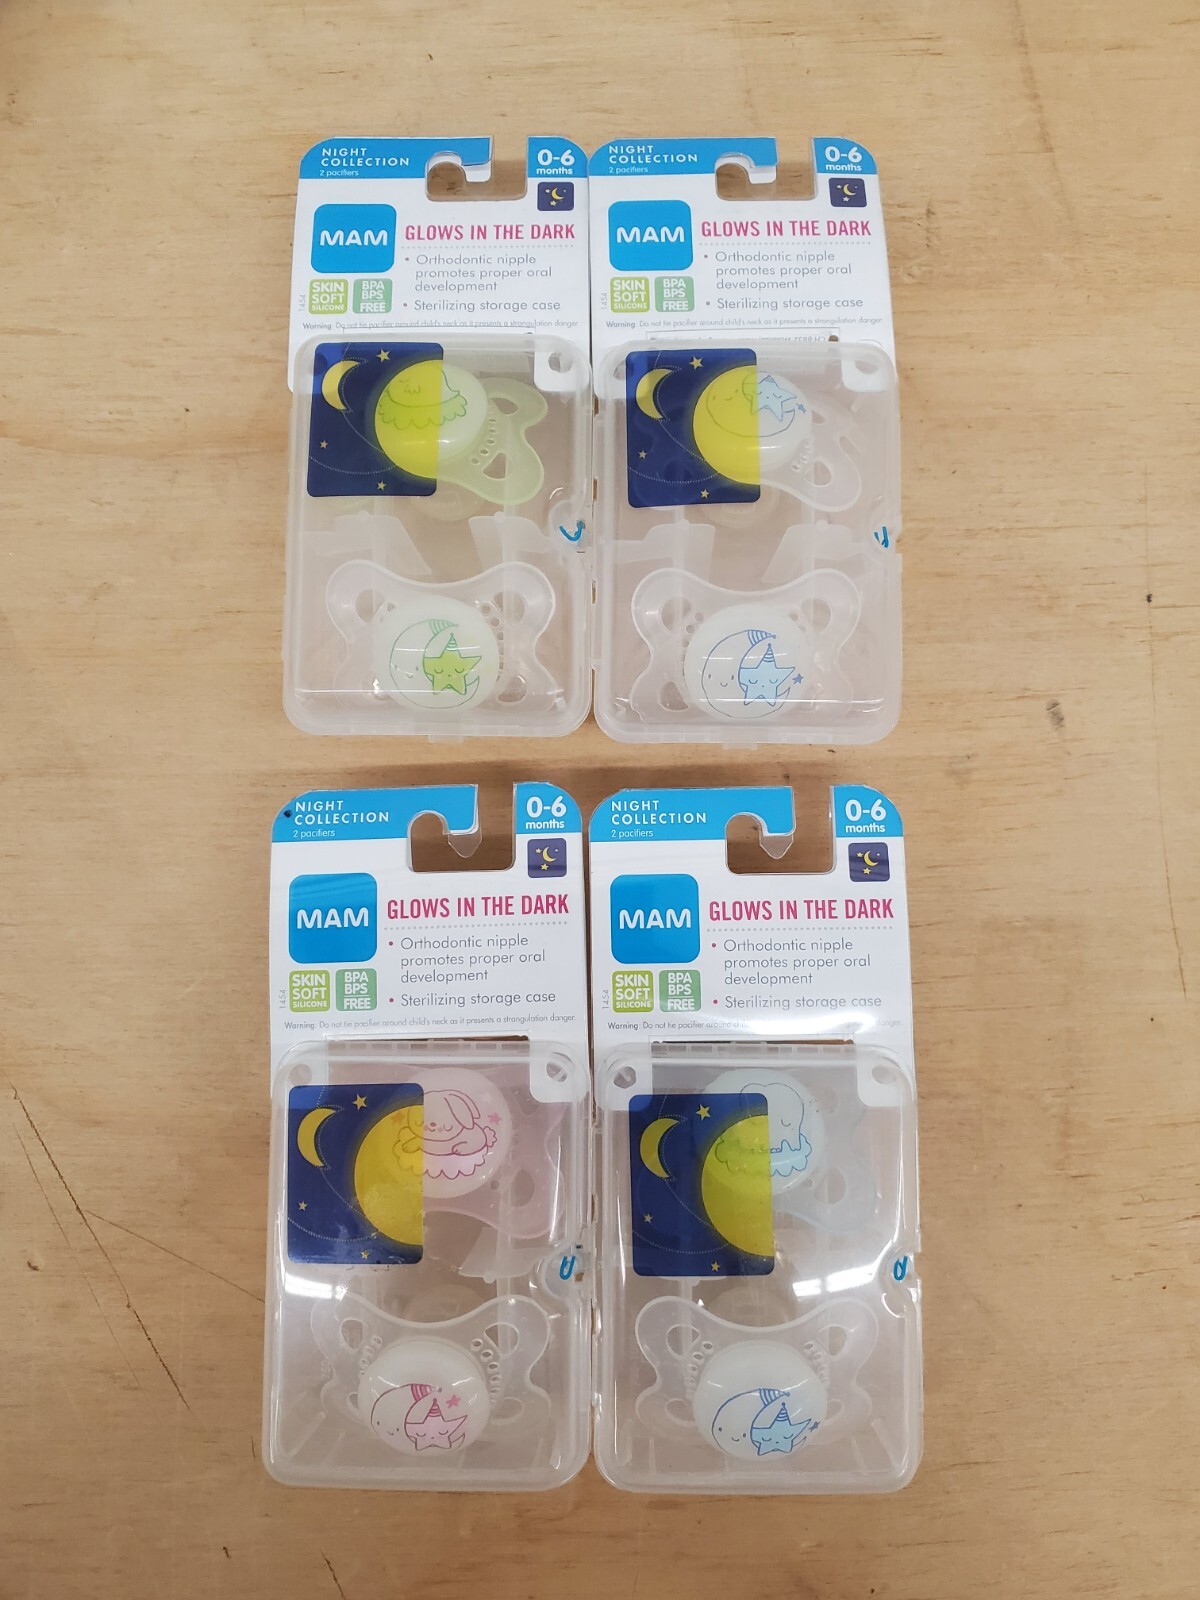 NIGHT
COLLECTION
2 pacifiers
0-6
months
MAM
GLOWS IN THE DARK
• Orthodontic nipple
promotes proper oral
development
• Sterilizing storage case
SKIN
SOFT
SILICONE
BPA
BPS
FREE
1454
Warning: Do not tie pacifier around child's neck as it presents a strangulation danger.
NIGHT
COLLECTION
2 pacifiers
0-6
months
MAM
GLOWS IN THE DARK
• Orthodontic nipple
promotes proper oral
development
• Sterilizing storage case
SKIN
SOFT
SILICONE
BPA
BPS
FREE
1454
Warning: Do not tie pacifier around child's neck as it presents a strangulation danger.
NIGHT
COLLECTION
2 pacifiers
0-6
months
MAM
GLOWS IN THE DARK
• Orthodontic nipple
promotes proper oral
development
• Sterilizing storage case
SKIN
SOFT
SILICONE
BPA
BPS
FREE
1454
Warning: Do not tie pacifier around child's neck as it presents a strangulation danger.
NIGHT
COLLECTION
2 pacifiers
0-6
months
MAM
GLOWS IN THE DARK
• Orthodontic nipple
promotes proper oral
development
• Sterilizing storage case
SKIN
SOFT
SILICONE
BPA
BPS
FREE
1454
Warning: Do not tie pacifier around child's neck as it presents a strangulation danger.